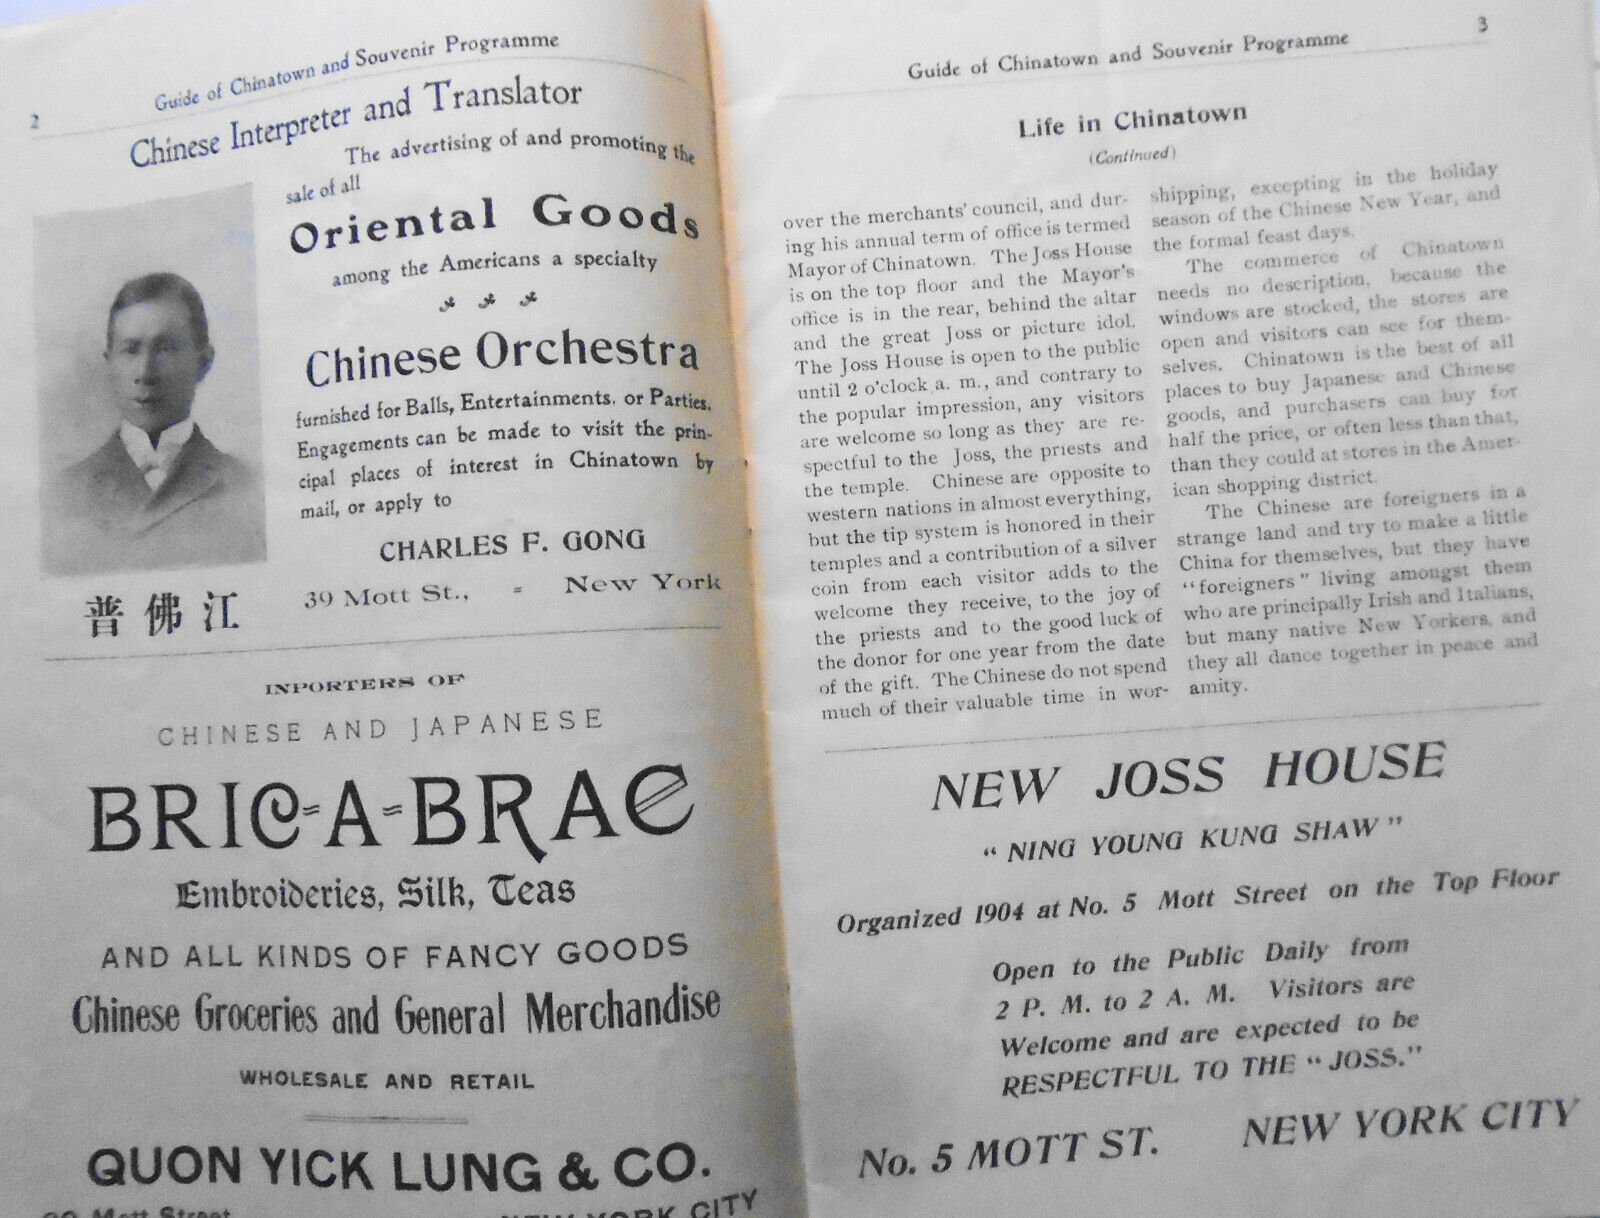 2
Guide of Chinatown and Souvenir Programme
Chinese Interpreter and Translator
The advertising of and promoting the
sale of all
Oriental Goods
among the Americans a specialty
Chinese Orchestra
furnished for Balls, Entertainments, or Parties.
Engagements can be made to visit the prin-
cipal places of interest in Chinatown by
mail, or apply to
CHARLES F. GONG
39 Mott St., = New York
普佛江
INPORTERS OF
CHINESE AND JAPANESE
BRIC=A=BRAC
Embroideries, Silk, Teas
AND ALL KINDS OF FANCY GOODS
Chinese Groceries and General Merchandise
WHOLESALE AND RETAIL
QUON YICK LUNG & CO.
Mott Street
NEW YORK CITY
Guide of Chinatown and Souvenir Programme
3
Life in Chinatown
(Continued)
over the merchants' council, and dur-
ing his annual term of office is termed
Mayor of Chinatown. The Joss House
is on the top floor and the Mayor's
office is in the rear, behind the altar
and the great Joss or picture idol.
The Joss House is open to the public
until 2 o'clock a. m., and contrary to
the popular impression, any visitors
are welcome so long as they are re-
spectful to the Joss, the priests and
the temple. Chinese are opposite to
western nations in almost everything,
but the tip system is honored in their
temples and a contribution of a silver
coin from each visitor adds to the
welcome they receive, to the joy of
the priests and to the good luck of
the donor for one year from the date
of the gift. The Chinese do not spend
much of their valuable time in wor-
shipping, excepting in the holiday
season of the Chinese New Year, and
the formal feast days.
The commerce of Chinatown
needs no description, because the
windows are stocked, the stores are
open and visitors can see for them-
selves. Chinatown is the best of all
places to buy Japanese and Chinese
goods, and purchasers can buy for
half the price, or often less than that,
than they could at stores in the Amer-
ican shopping district.
The Chinese are foreigners in a
strange land and try to make a little
China for themselves, but they have
"foreigners" living amongst them
who are principally Irish and Italians,
but many native New Yorkers, and
they all dance together in peace and
amity.
NEW JOSS HOUSE
"NING YOUNG KUNG SHAW"
Organized 1904 at No. 5 Mott Street on the Top Floor
Open to the Public Daily from
2 P. M. to 2 A. M. Visitors are
Welcome and are expected to be
RESPECTFUL TO THE "JOSS."
No. 5 MOTT ST. NEW YORK CITY